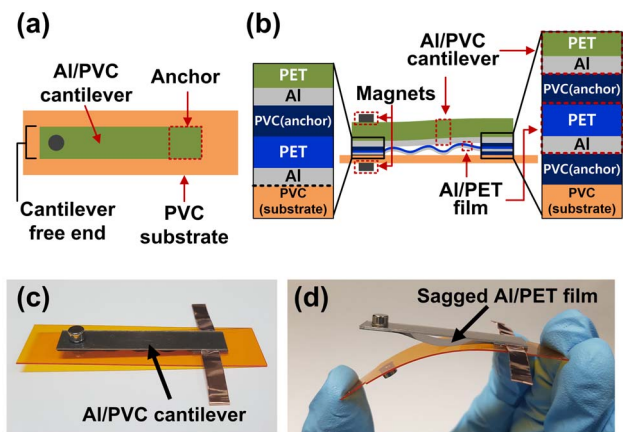 (a)
Al/PVC
cantilever
Anchor
Cantilever
free end
PVC
substrate
(b)
Al/PVC
cantilever
Magnets
PET
Al
PVC(anchor)
PET
Al
PVC
(substrate)
Al/PET
film
PET
Al
PVC(anchor)
PET
Al
PVC(anchor)
PVC
(substrate)
(c)
Al/PVC cantilever
(d)
Sagged Al/PET film